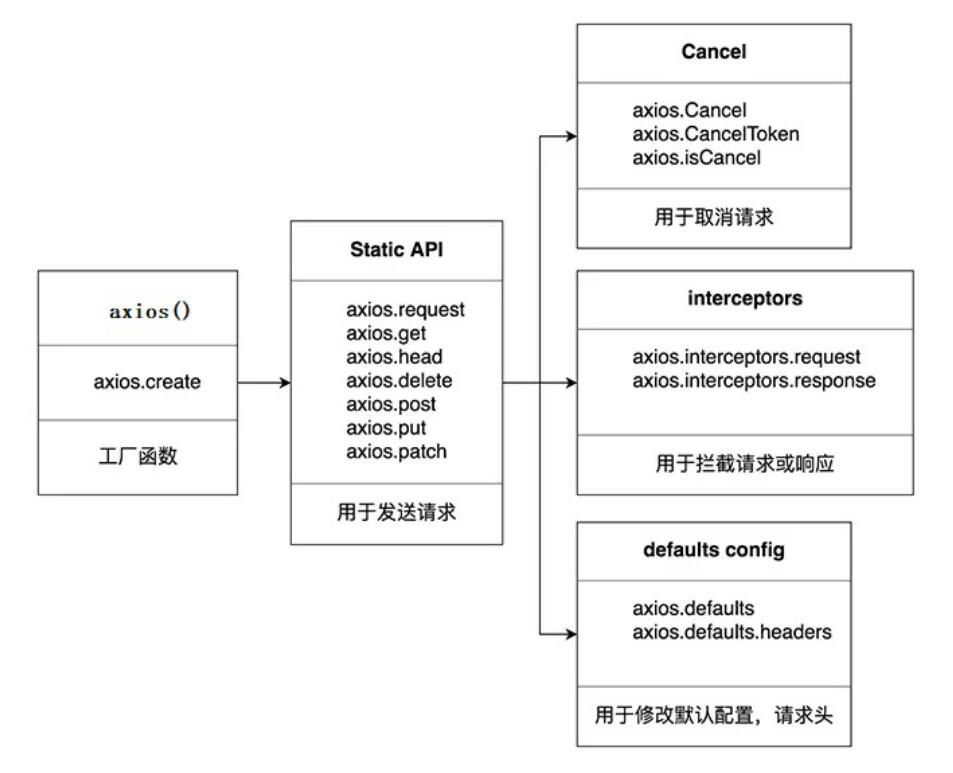 axios()
axios.create
工厂函数
Static API
axios.request
axios.get
axios.head
axios.delete
axios.post
axios.put
axios.patch
用于发送请求
Cancel
axios.Cancel
axios.CancelToken
axios.isCancel
用于取消请求
interceptors
axios.interceptors.request
axios.interceptors.response
用于拦截请求或响应
defaults config
axios.defaults
axios.defaults.headers
用于修改默认配置，请求头